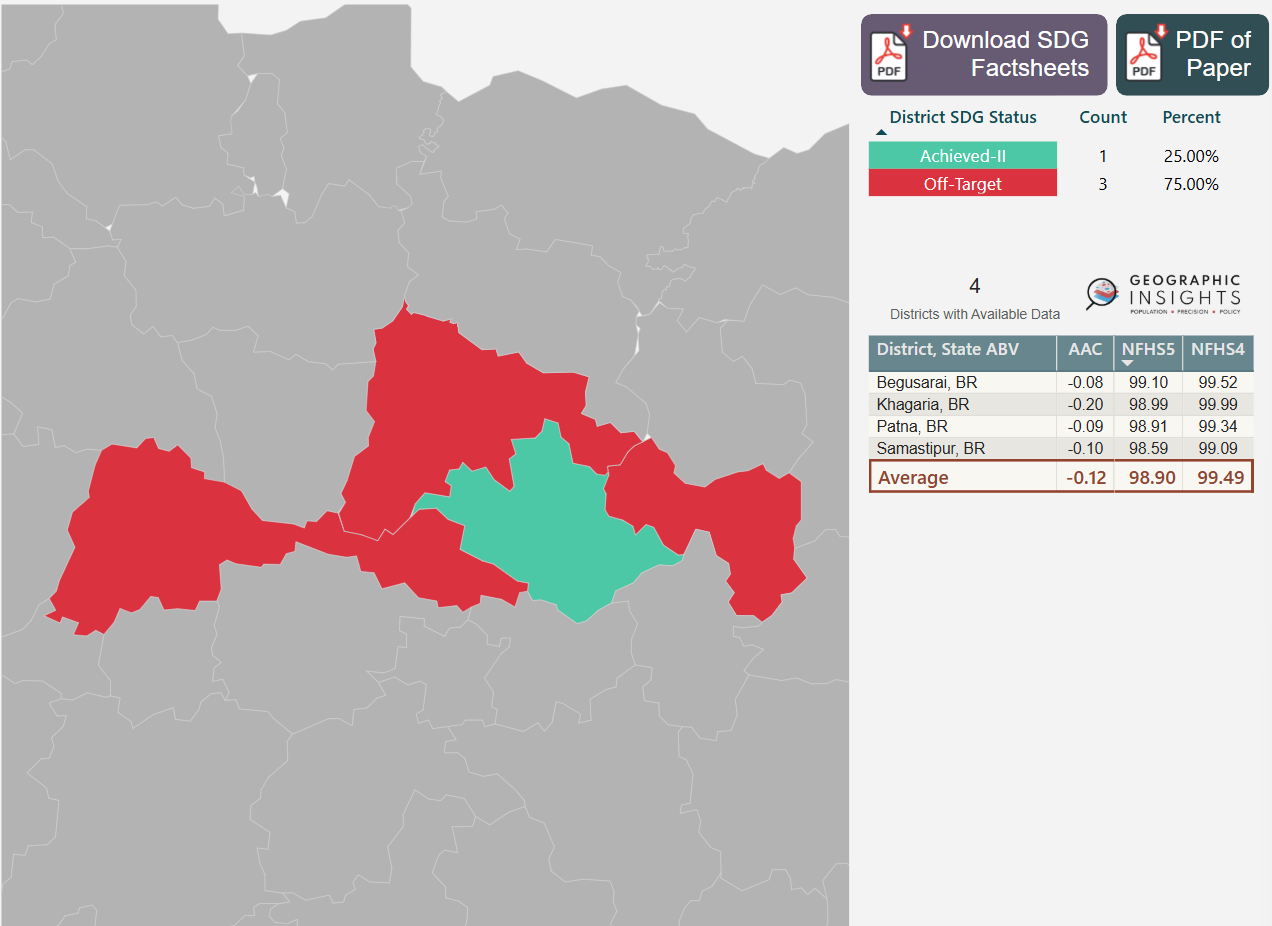 Download SDG
Factsheets
PDF
PDF of
Paper
PDF
District SDG Status Count Percent
Achieved-II 1 25.00%
Off-Target 3 75.00%
4
Districts with Available Data
GEOGRAPHIC
INSIGHTS
POPULATION • PRECISION • POLICY
District, State ABV AAC NFHS5 NFHS4
Begusarai, BR -0.08 99.10 99.52
Khagaria, BR -0.20 98.99 99.99
Patna, BR -0.09 98.91 99.34
Samastipur, BR -0.10 98.59 99.09
Average -0.12 98.90 99.49